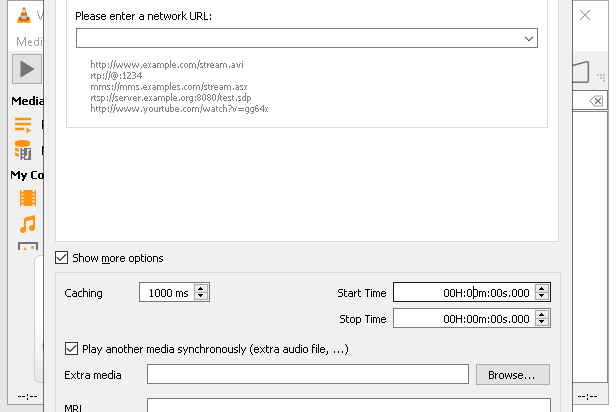 Please enter a network URL:
Medi
http://www.example.com/stream.avi
rtp://@:1234
mms://mms.examples.com/stream.asx
rtsp://server.example.org:8080/test.sdp
http://www.yourtube.com/watch?v=gg64x
Media
My Co
Show more options
Caching
1000 ms
Start Time
00H:00m:00s.000
Stop Time
00H:00m:00s.000
Play another media synchronously (extra audio file, ...)
Extra media
Browse...
MRL
--:--
--:--